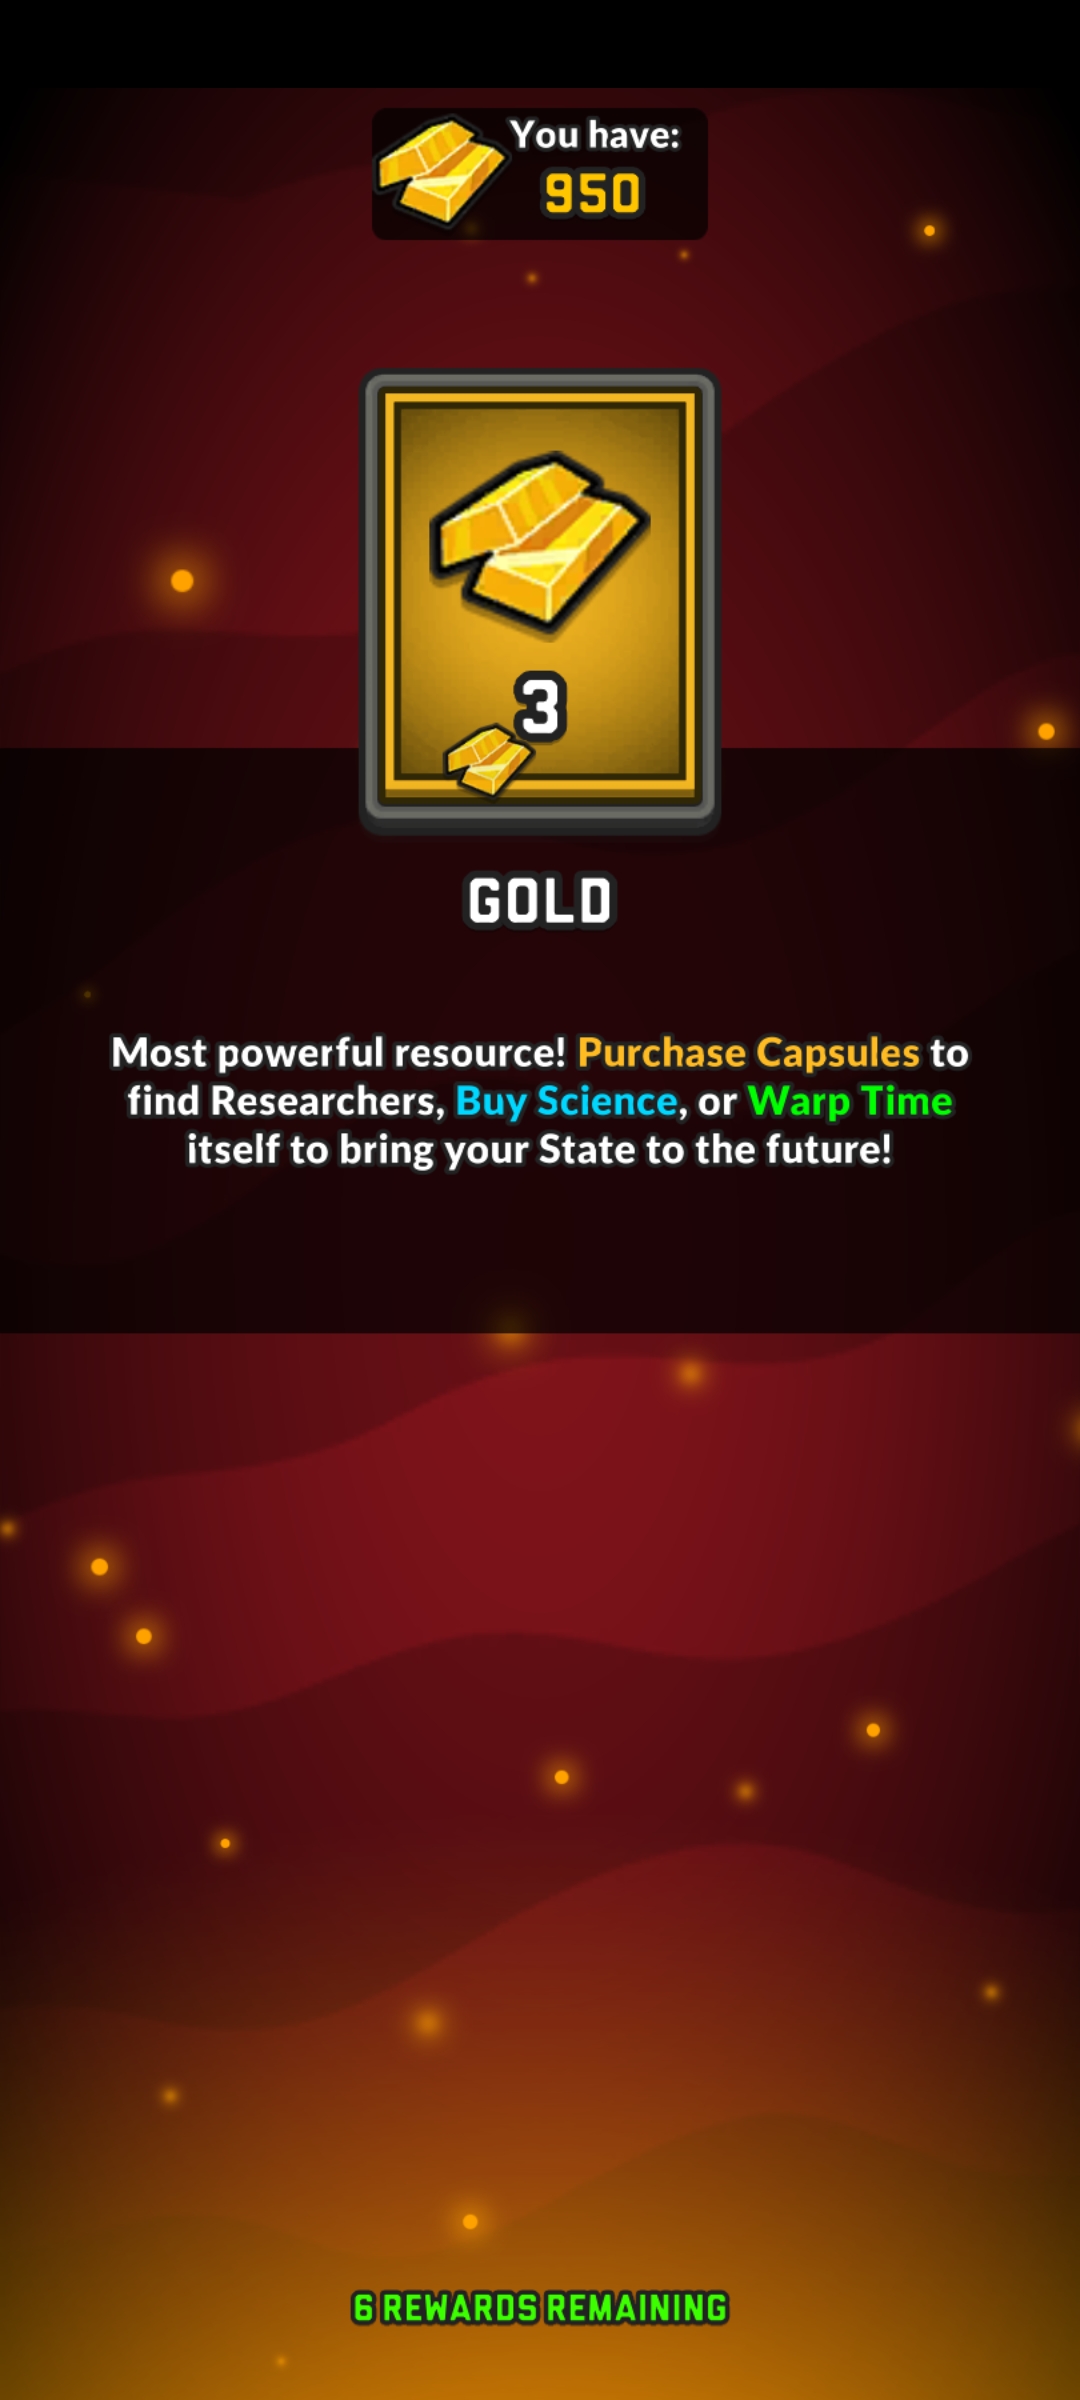 You have:
950
3
GOLD
Most powerful resource! Purchase Capsules to
find Researchers, Buy Science, or Warp Time
itself to bring your State to the future!
6 REWARDS REMAINING